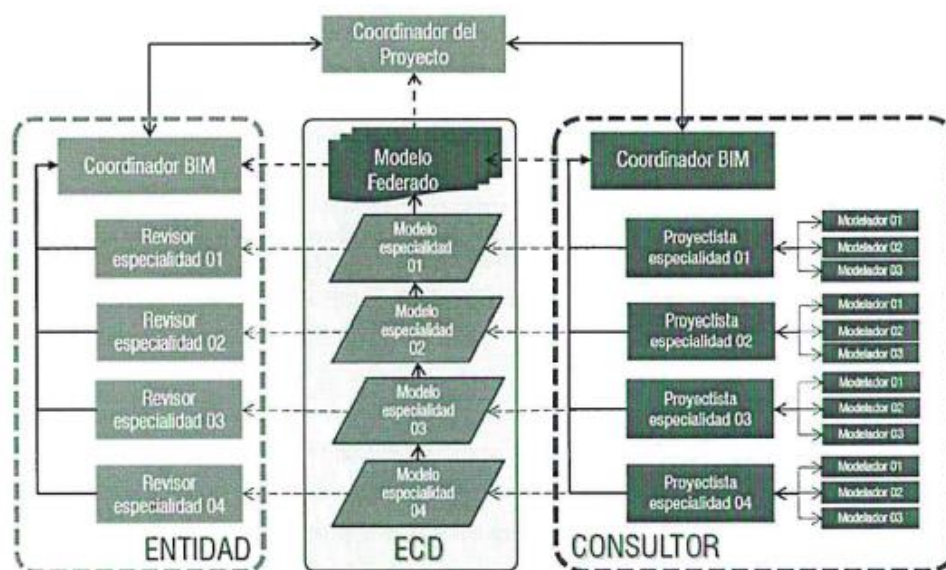 Coordinador del
Proyecto
Coordinador BIM
Modelo
Federado
Coordinador BIM
Revisor
especialidad 01
Modelo
especialidad
01
Proyectista
especialidad 01
Modelador 01
Modelador 02
Modelador 03
Revisor
especialidad 02
Modelo
especialidad
02
Proyectista
especialidad 02
Modelador 01
Modelador 02
Modelador 03
Revisor
especialidad 03
Modelo
especialidad
03
Proyectista
especialidad 03
Modelador 01
Modelador 02
Modelador 03
Revisor
especialidad 04
Modelo
especialidad
04
Proyectista
especialidad 04
Modelador 01
Modelador 02
Modelador 03
ENTIDAD
ECD
CONSULTOR